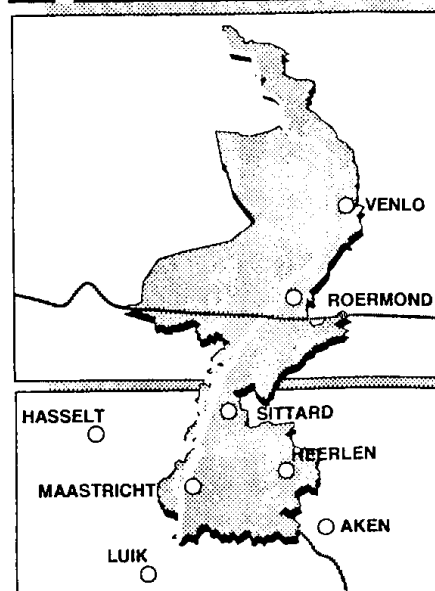 VENLO
ROERMOND
HASSELT
SITTARD
HEERLEN
MAASTRICHT
AKEN
LUIK